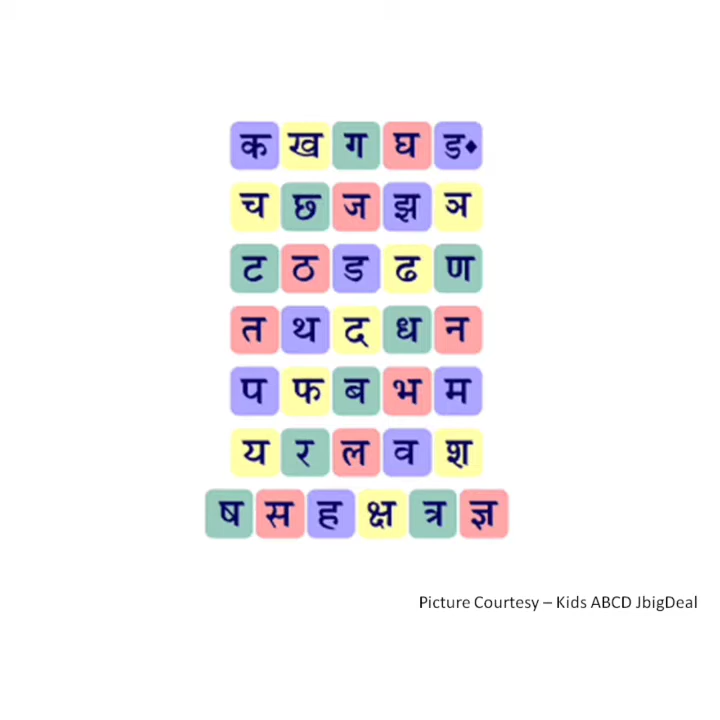 क ख ग घ ङ
च छ ज झ ञ
ट ठ ड ढ ण
त थ द ध न
प फ ब भ म
य र ल व श
ष स ह क्ष त्र ज्ञ
Picture Courtesy – Kids ABCD JbigDeal